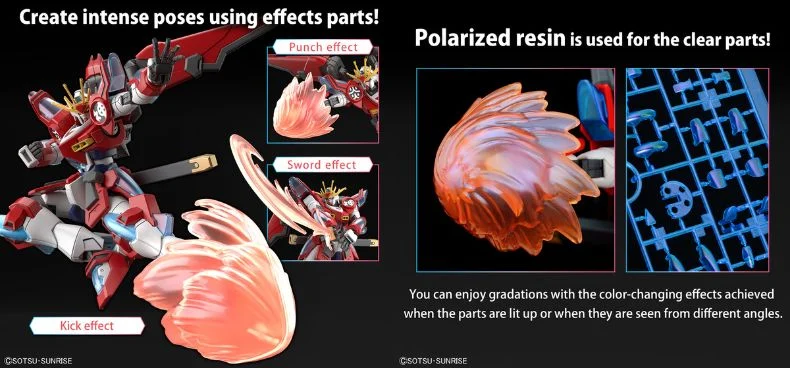 Create intense poses using effects parts!
Punch effect
Sword effect
Kick effect
©SOTSU・SUNRISE
Polarized resin is used for the clear parts!
You can enjoy gradations with the color-changing effects achieved
when the parts are lit up or when they are seen from different angles.
©SOTSU・SUNRISE